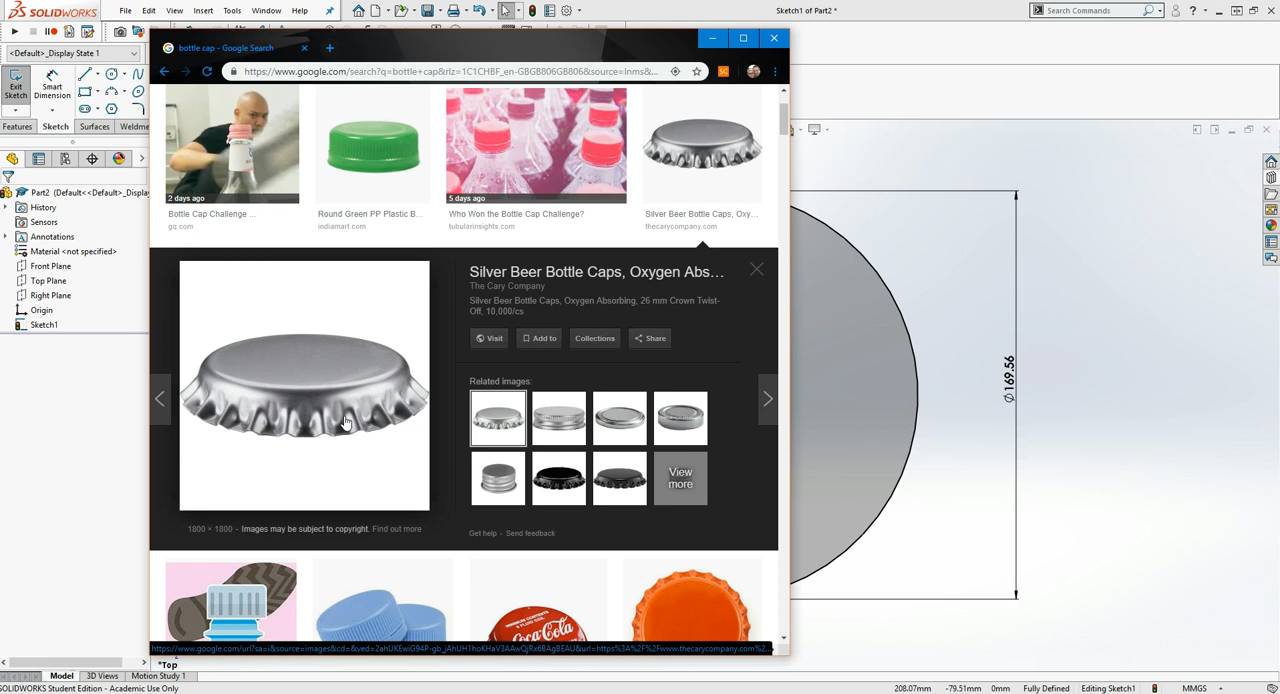 SOLIDWORKS
File
Edit
View
Insert
Tools
Window
Help
Sketch1 of Part2 *
Search Commands
<Default>_Display State 1
Exit
Sketch
Smart
Dimension
Features
Sketch
Surfaces
Weldme
Part2 (Default<<Default>_Display
History
Sensors
Annotations
Material <not specified>
Front Plane
Top Plane
Right Plane
Origin
Sketch1
bottle cap - Google Search
https://www.google.com/search?q=bottle+cap&rlz=1C1CHBF_en-GBGB806GB806&source=lnms&...
2 days ago
5 days ago
Bottle Cap Challenge ...
gq.com
Round Green PP Plastic B...
indiamart.com
Who Won the Bottle Cap Challenge?
tubularinsights.com
Silver Beer Bottle Caps, Oxy...
thecarycompany.com
Silver Beer Bottle Caps, Oxygen Abs...
The Cary Company
Silver Beer Bottle Caps, Oxygen Absorbing, 26 mm Crown Twist-
Off, 10,000/cs
Visit
Add to
Collections
Share
Related images:
View
more
1800 × 1800 - Images may be subject to copyright. Find out more
Get help - Send feedback
Coca-Cola
Ø169.56
*Top
Model
3D Views
Motion Study 1
SOLIDWORKS Student Edition - Academic Use Only
208.07mm
-79.51mm
0mm
Fully Defined
Editing Sketch1
MMGS